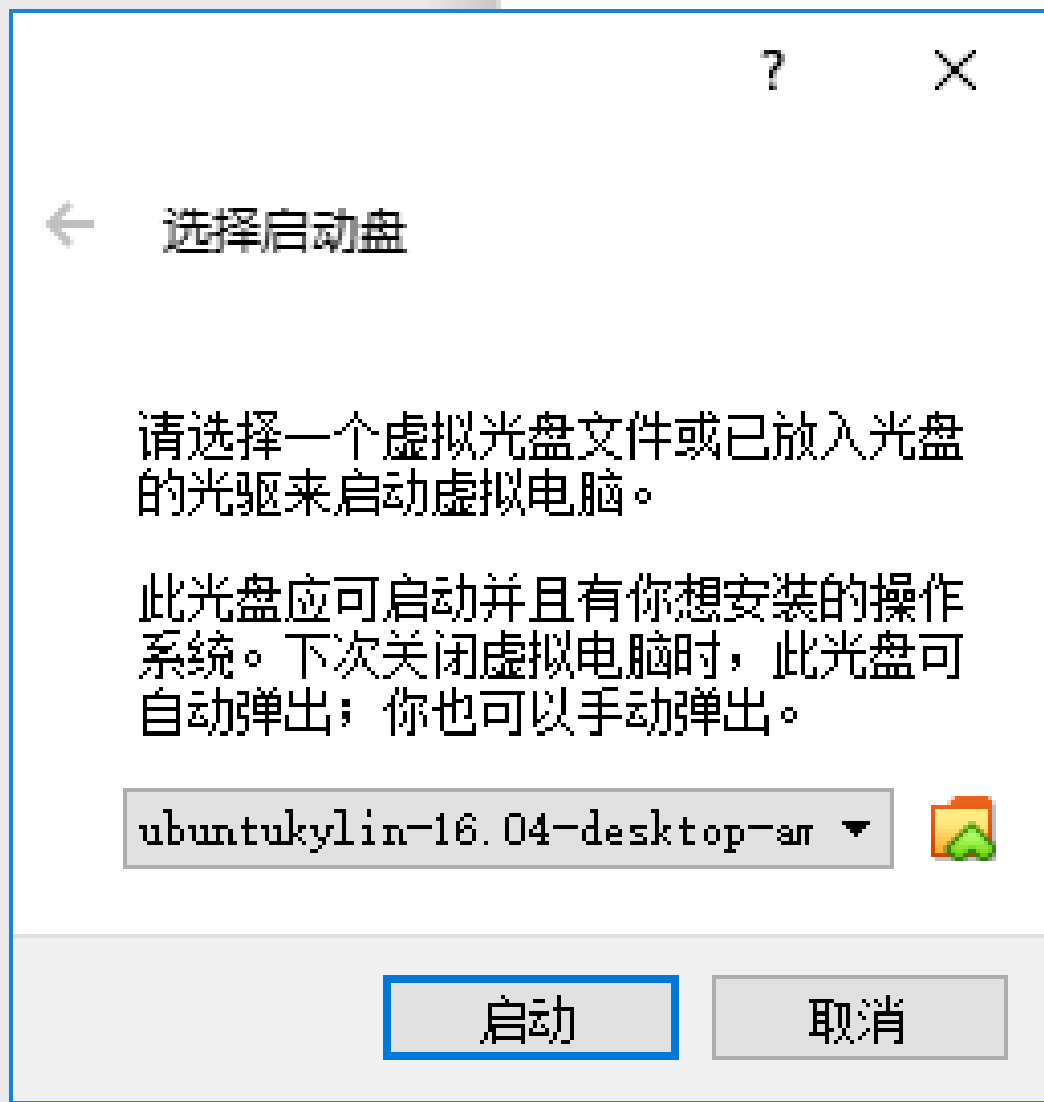 ?
选择启动盘
请选择一个虚拟光盘文件或已放入光盘
的光驱来启动虚拟电脑。
此光盘应可启动并且有你想安装的操作
系统。下次关闭虚拟电脑时，此光盘可
自动弹出；你也可以手动弹出。
ubuntukylin-16.04-desktop-am
启动
取消